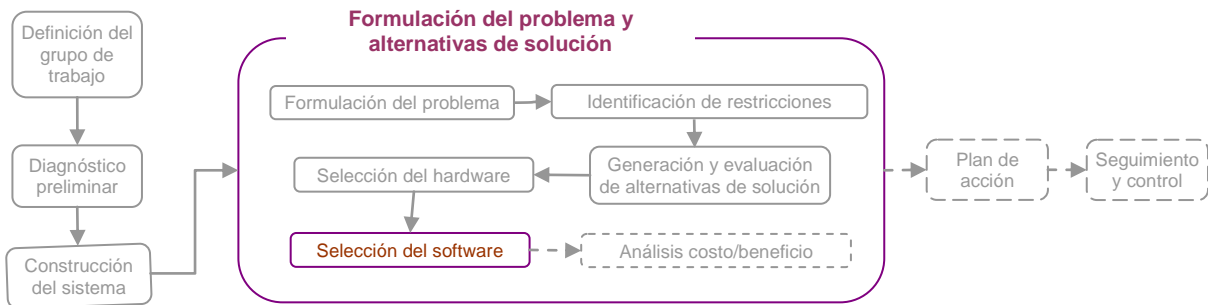 Definición del
grupo de
trabajo
Diagnóstico
preliminar
Construcción
del sistema
Formulación del problema y
alternativas de solución
Formulación del problema
Identificación de restricciones
Generación y evaluación
de alternativas de solución
Selección del hardware
Selección del software
Análisis costo/beneficio
Plan de
acción
Seguimiento
y control